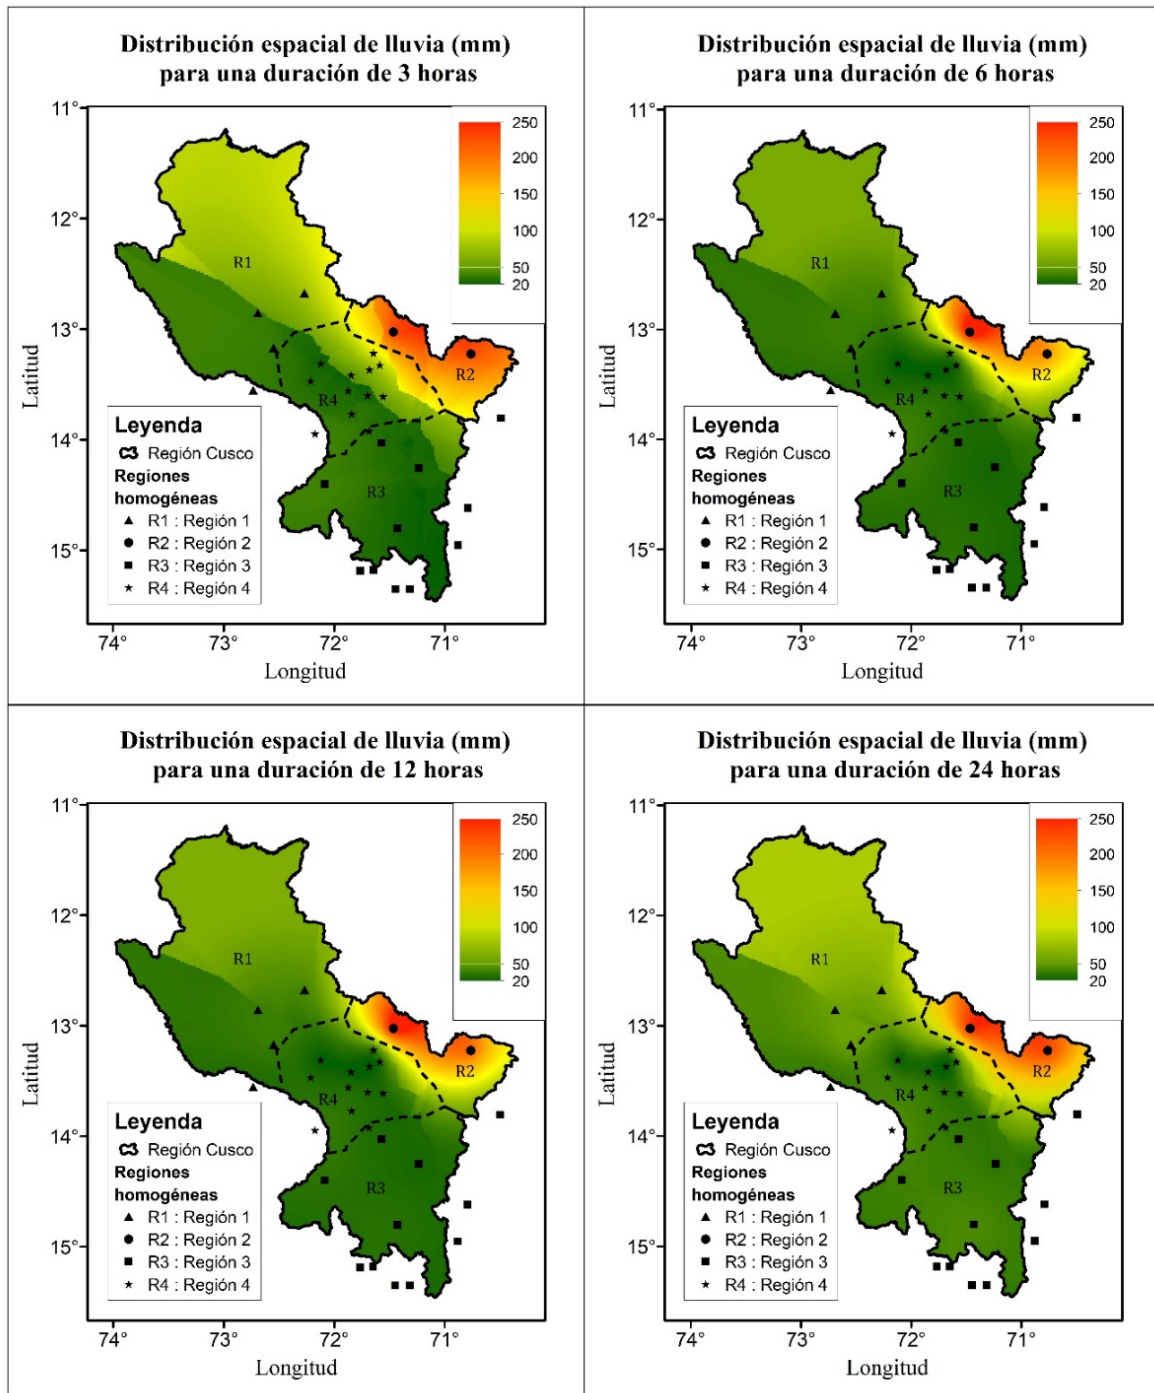 Distribución espacial de lluvia (mm)
para una duración de 3 horas
11°
12°
13°
14°
15°
Latitud
74°
73°
72°
71°
Longitud
250
200
150
100
50
20
R1
R2
R4
R3
Leyenda
Región Cusco
Regiones
homogéneas
R1 : Región 1
R2 : Región 2
R3 : Región 3
R4 : Región 4
Distribución espacial de lluvia (mm)
para una duración de 6 horas
11°
12°
13°
14°
15°
Latitud
74°
73°
72°
71°
Longitud
250
200
150
100
50
20
R1
R2
R4
R3
Leyenda
Región Cusco
Regiones
homogéneas
R1 : Región 1
R2 : Región 2
R3 : Región 3
R4 : Región 4
Distribución espacial de lluvia (mm)
para una duración de 12 horas
11°
12°
13°
14°
15°
Latitud
74°
73°
72°
71°
Longitud
250
200
150
100
50
20
R1
R2
R4
R3
Leyenda
Región Cusco
Regiones
homogéneas
R1 : Región 1
R2 : Región 2
R3 : Región 3
R4 : Región 4
Distribución espacial de lluvia (mm)
para una duración de 24 horas
11°
12°
13°
14°
15°
Latitud
74°
73°
72°
71°
Longitud
250
200
150
100
50
20
R1
R2
R4
R3
Leyenda
Región Cusco
Regiones
homogéneas
R1 : Región 1
R2 : Región 2
R3 : Región 3
R4 : Región 4